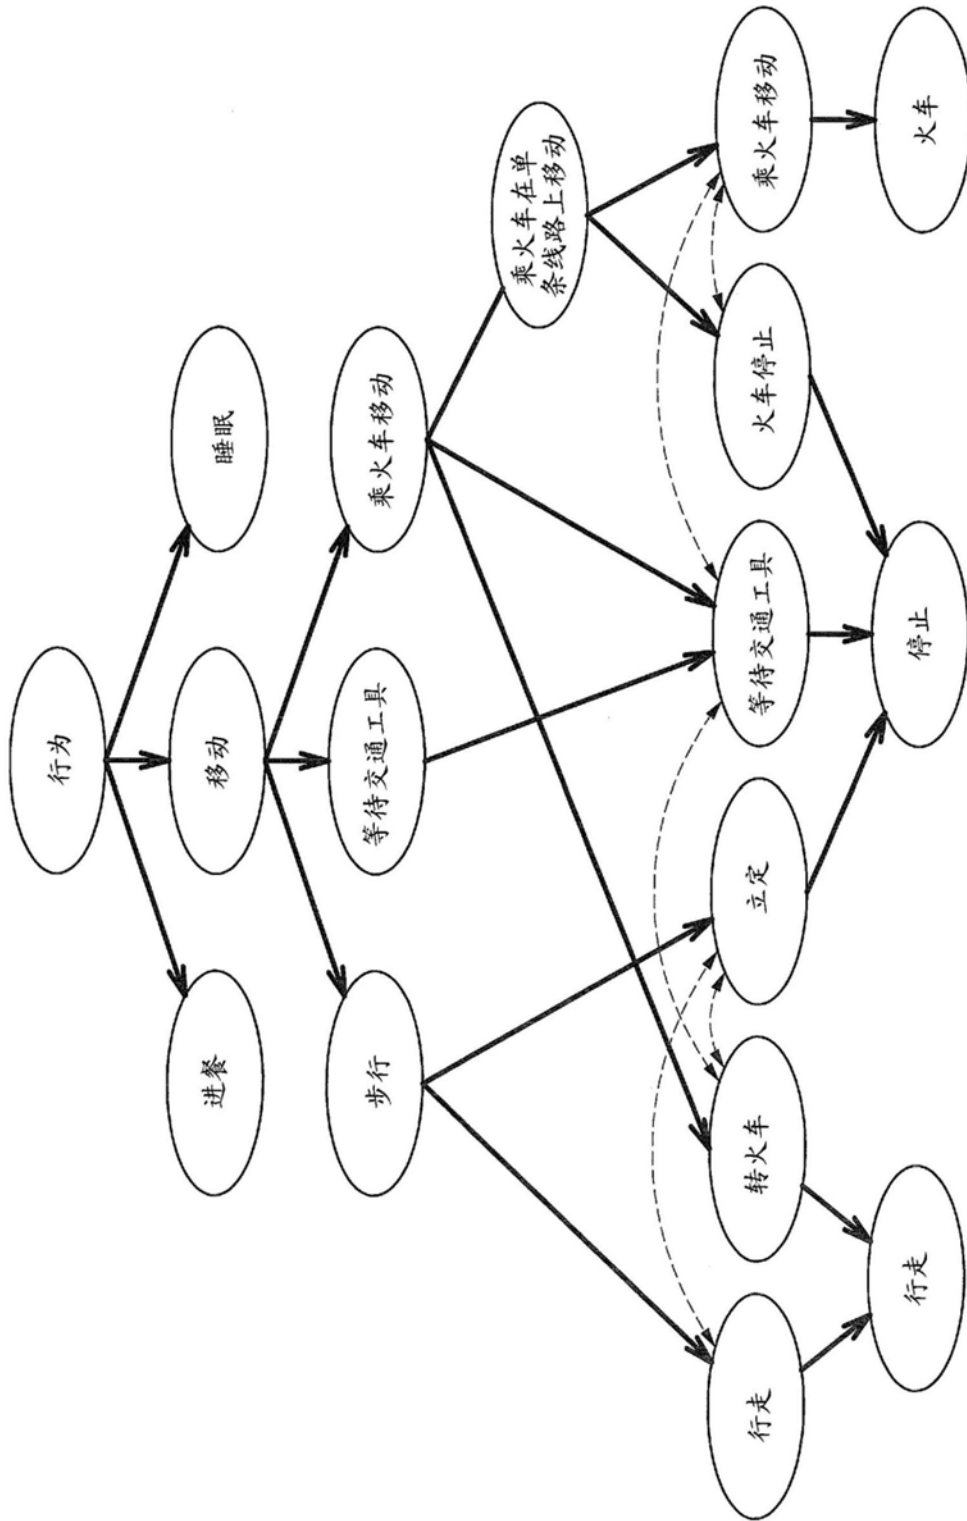 行为
进餐
移动
睡眠
步行
等待交通工具
乘火车移动
乘火车在单
条线路上移动
行走
转火车
立定
等待交通工具
火车停止
乘火车移动
行走
停止
火车